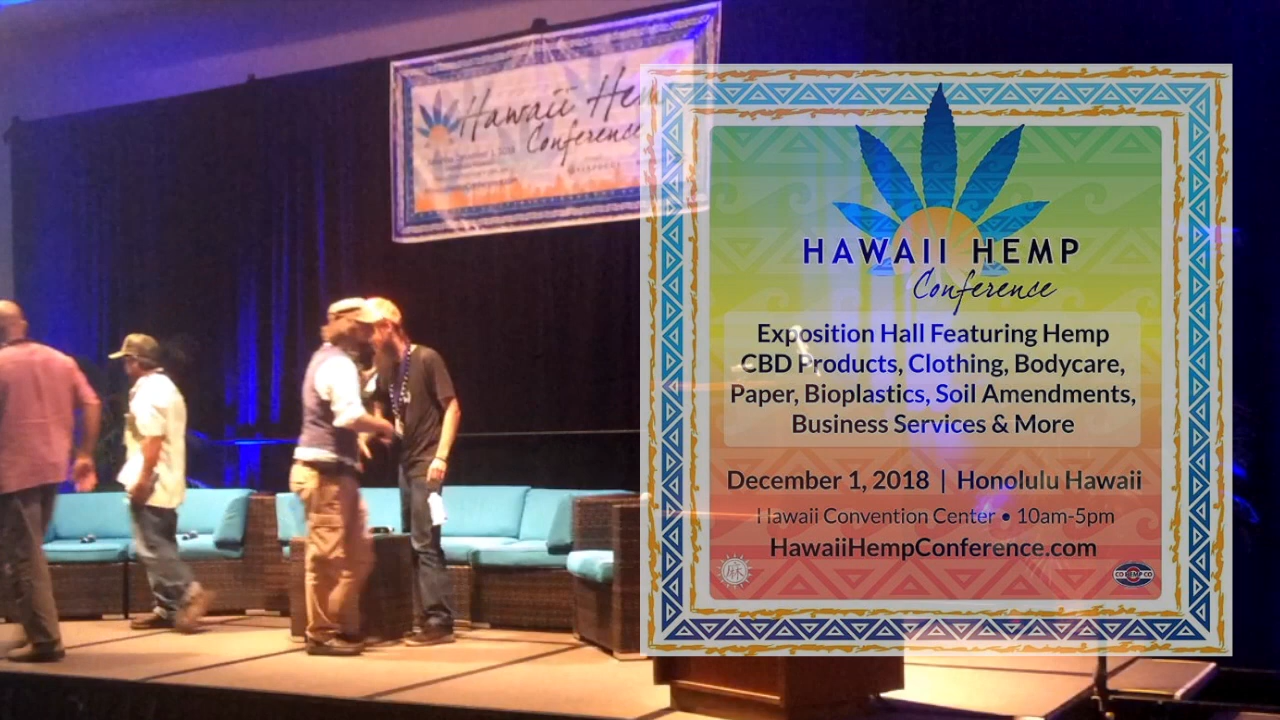 Hawaii He
Conference
HAWAII HEMP
Conference
Exposition Hall Featuring Hemp
CBD Products, Clothing, Bodycare,
Paper, Bioplastics, Soil Amendments,
Business Services & More
December 1, 2018 | Honolulu Hawaii
Hawaii Convention Center • 10am-5pm
HawaiiHempConference.com